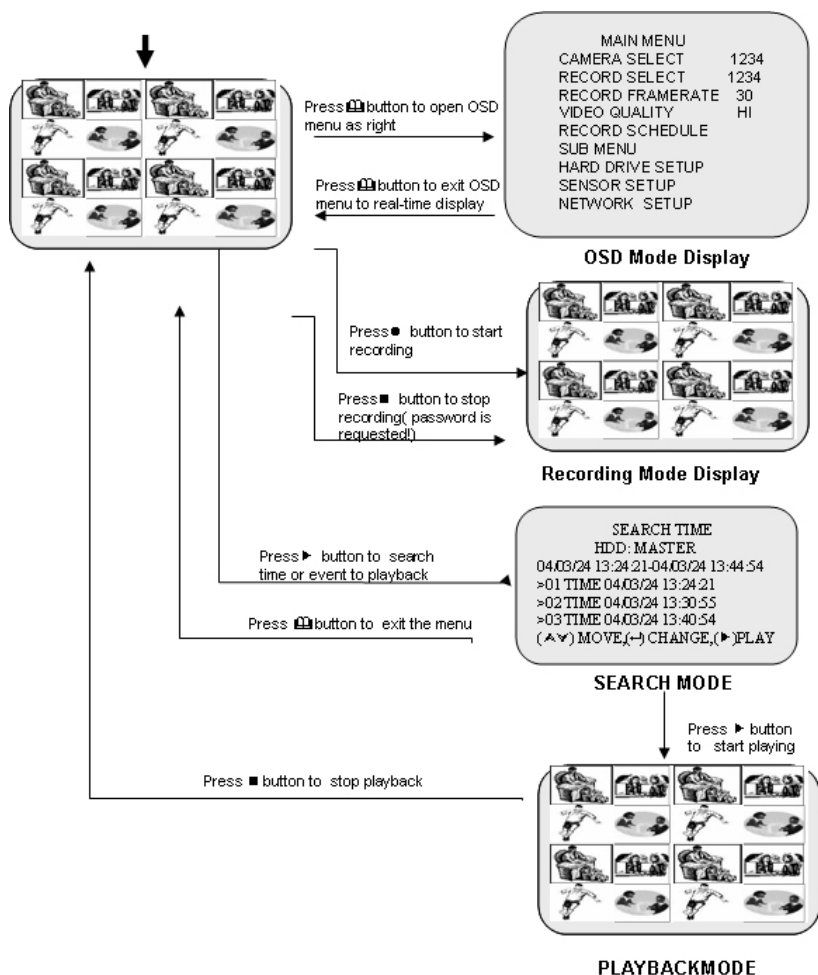 MAIN MENU
CAMERA SELECT 1234
RECORD SELECT 1234
RECORD FRAMERATE 30
VIDEO QUALITY HI
RECORD SCHEDULE
SUB MENU
HARD DRIVE SETUP
SENSOR SETUP
NETWORK SETUP
OSD Mode Display
Press 🕮 button to open OSD
menu as right
Press 🕮 button to exit OSD
menu to real-time display
Press ● button to start
recording
Press ■ button to stop
recording( password is
requested!)
Recording Mode Display
Press ▶ button to search
time or event to playback
Press 🕮 button to exit the menu
SEARCH TIME
HDD: MASTER
04/03/24 13:24:21-04/03/24 13:44:54
>01 TIME 04/03/24 13:24:21
>02 TIME 04/03/24 13:30:55
>03 TIME 04/03/24 13:40:54
(⮝⮟) MOVE,(↵) CHANGE,(▶)PLAY
SEARCH MODE
Press ▶ button
to start playing
Press ■ button to stop playback
PLAYBACKMODE